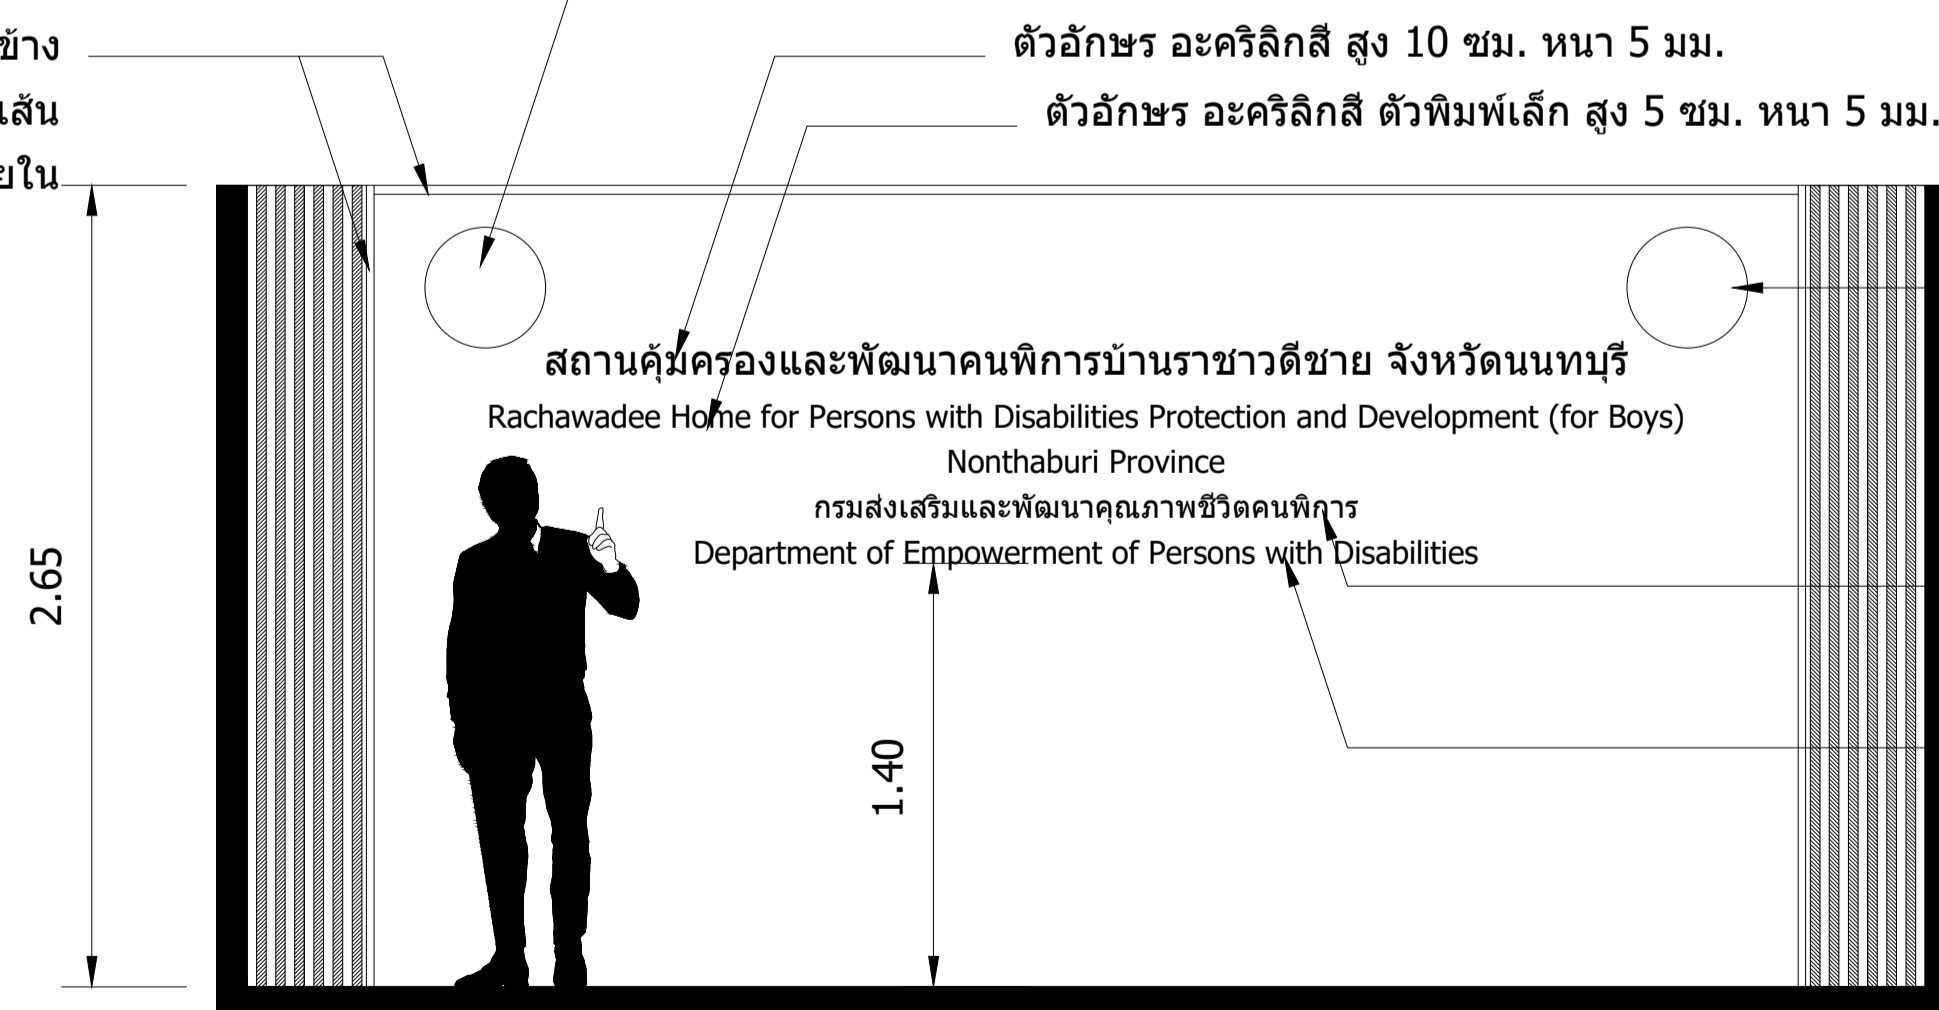 ข้าง
ตัวอักษร อะคริลิกสี สูง 10 ซม. หนา 5 มม.
เส้น
ตัวอักษร อะคริลิกสี ตัวพิมพ์เล็ก สูง 5 ซม. หนา 5 มม.
สถานคุ้มครองและพัฒนาคนพิการบ้านราชาวดีชาย จังหวัดนนทบุรี
Rachawadee Home for Persons with Disabilities Protection and Development (for Boys)
Nonthaburi Province
กรมส่งเสริมและพัฒนาคุณภาพชีวิตคนพิการ
Department of Empowerment of Persons with Disabilities
2.65
1.40